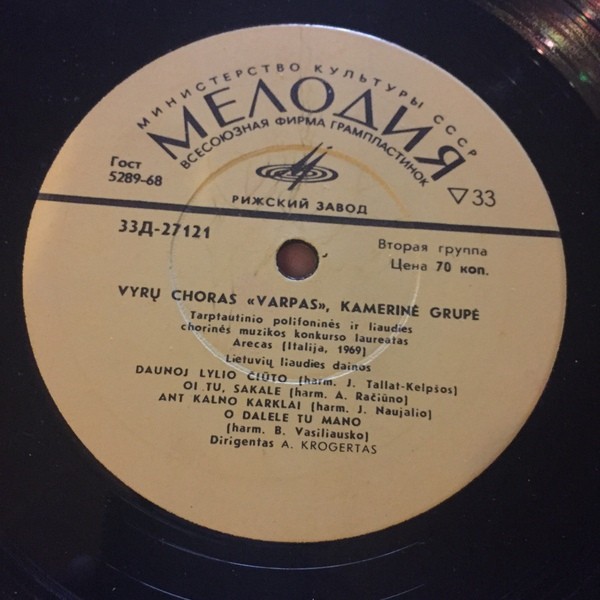 МИНИСТЕРСТВО КУЛЬТУРЫ СССР
МЕЛОДИЯ
ВСЕСОЮЗНАЯ ФИРМА ГРАМПЛАСТИНОК
Гост
5289-68
▽33
РИЖСКИЙ ЗАВОД
33Д-27121
Вторая группа
Цена 70 коп.
VYRŲ CHORAS «VARPAS», KAMERINĖ GRUPĖ
Tarptautinio polifoninės ir liaudies
chorinės muzikos konkurso laureatas
Arecas (Italija, 1969)
Lietuvių liaudies dainos
DAUNOJ LYLIO ČIŪTO (harm. J. Tallat-Kelpšos)
OI TU, SAKALE (harm. A. Račiūno)
ANT KALNO KARKLAI (harm. J. Naujalio)
O DALELE TU MANO
(harm. B. Vasiliausko)
Dirigentas A. KROGERTAS